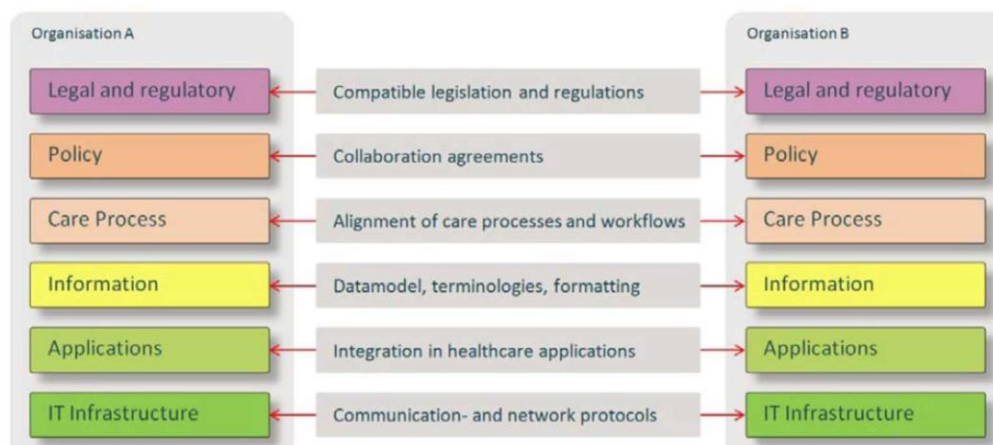 Organisation A
Organisation B
Legal and regulatory
Compatible legislation and regulations
Legal and regulatory
Policy
Collaboration agreements
Policy
Care Process
Alignment of care processes and workflows
Care Process
Information
Datamodel, terminologies, formatting
Information
Applications
Integration in healthcare applications
Applications
IT Infrastructure
Communication- and network protocols
IT Infrastructure